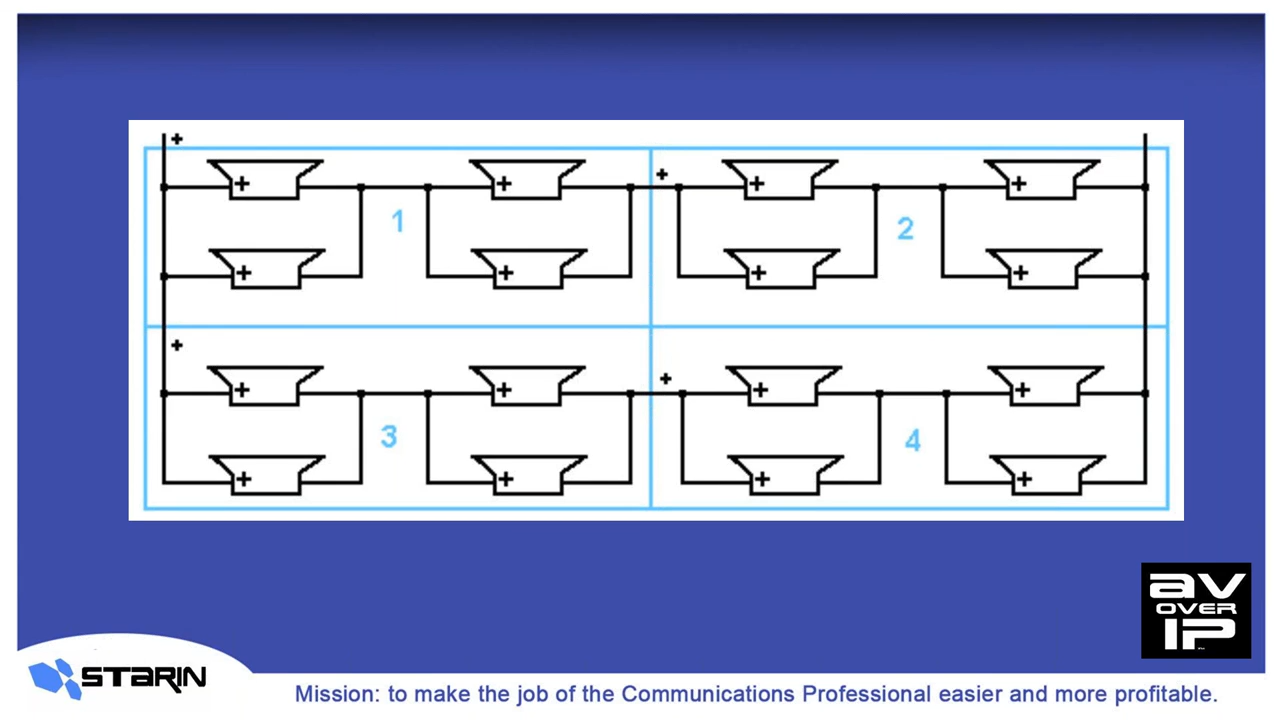 +
+ + + + +
1 2
+ + + +
+ +
+ + + +
3 4
+ + + +
av
OVER
IP
STARIN
Mission: to make the job of the Communications Professional easier and more profitable.